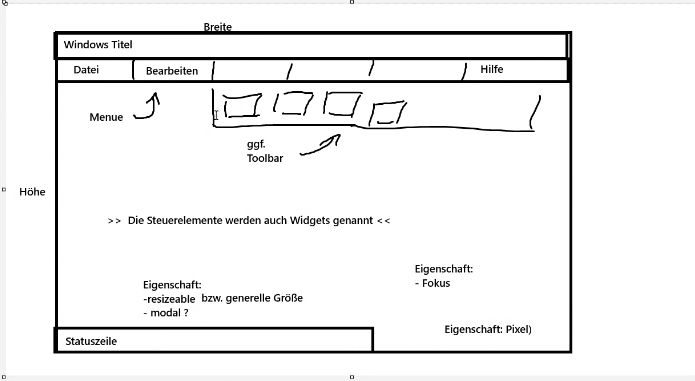 Breite
Windows Titel
Datei
Bearbeiten
Hilfe
Menue
ggf.
Toolbar
Höhe
>> Die Steuerelemente werden auch Widgets genannt <<
Eigenschaft:
-resizeable bzw. generelle Größe
- modal ?
Eigenschaft:
- Fokus
Eigenschaft: Pixel)
Statuszeile